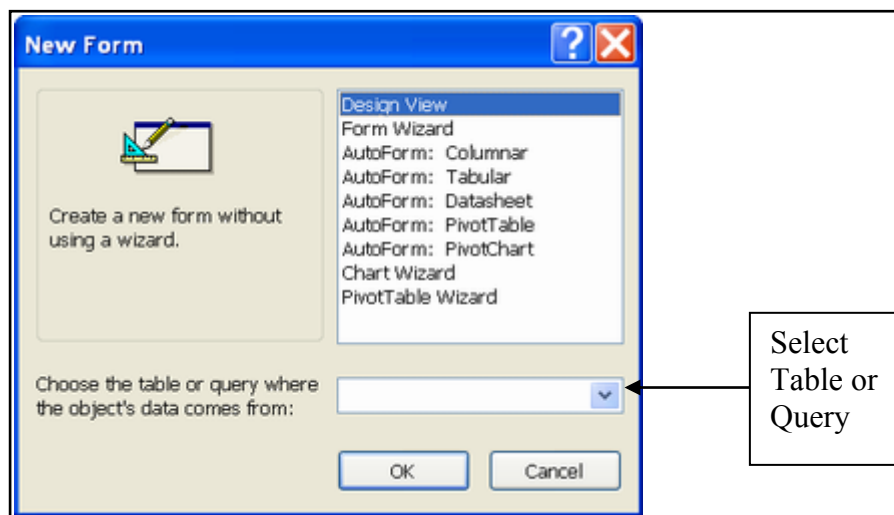 New Form
Design View
Form Wizard
AutoForm: Columnar
AutoForm: Tabular
AutoForm: Datasheet
AutoForm: PivotTable
AutoForm: PivotChart
Chart Wizard
PivotTable Wizard
Create a new form without
using a wizard.
Choose the table or query where
the object's data comes from:
OK
Cancel
Select
Table or
Query